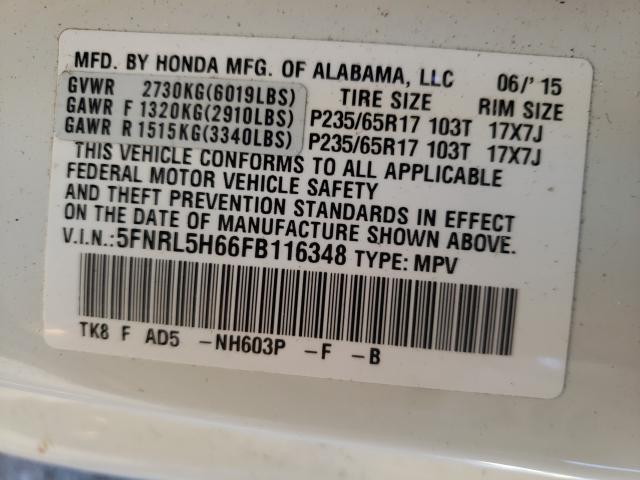 MFD. BY HONDA MFG. OF ALABAMA, LLC 06/' 15
GVWR 2730KG(6019LBS) TIRE SIZE RIM SIZE
GAWR F 1320KG(2910LBS) P235/65R17 103T 17X7J
GAWR R 1515KG(3340LBS) P235/65R17 103T 17X7J
THIS VEHICLE CONFORMS TO ALL APPLICABLE
FEDERAL MOTOR VEHICLE SAFETY
AND THEFT PREVENTION STANDARDS IN EFFECT
ON THE DATE OF MANUFACTURE SHOWN ABOVE.
V.I.N.:5FNRL5H66FB116348 TYPE: MPV
TK8 F AD5 -NH603P -F -B